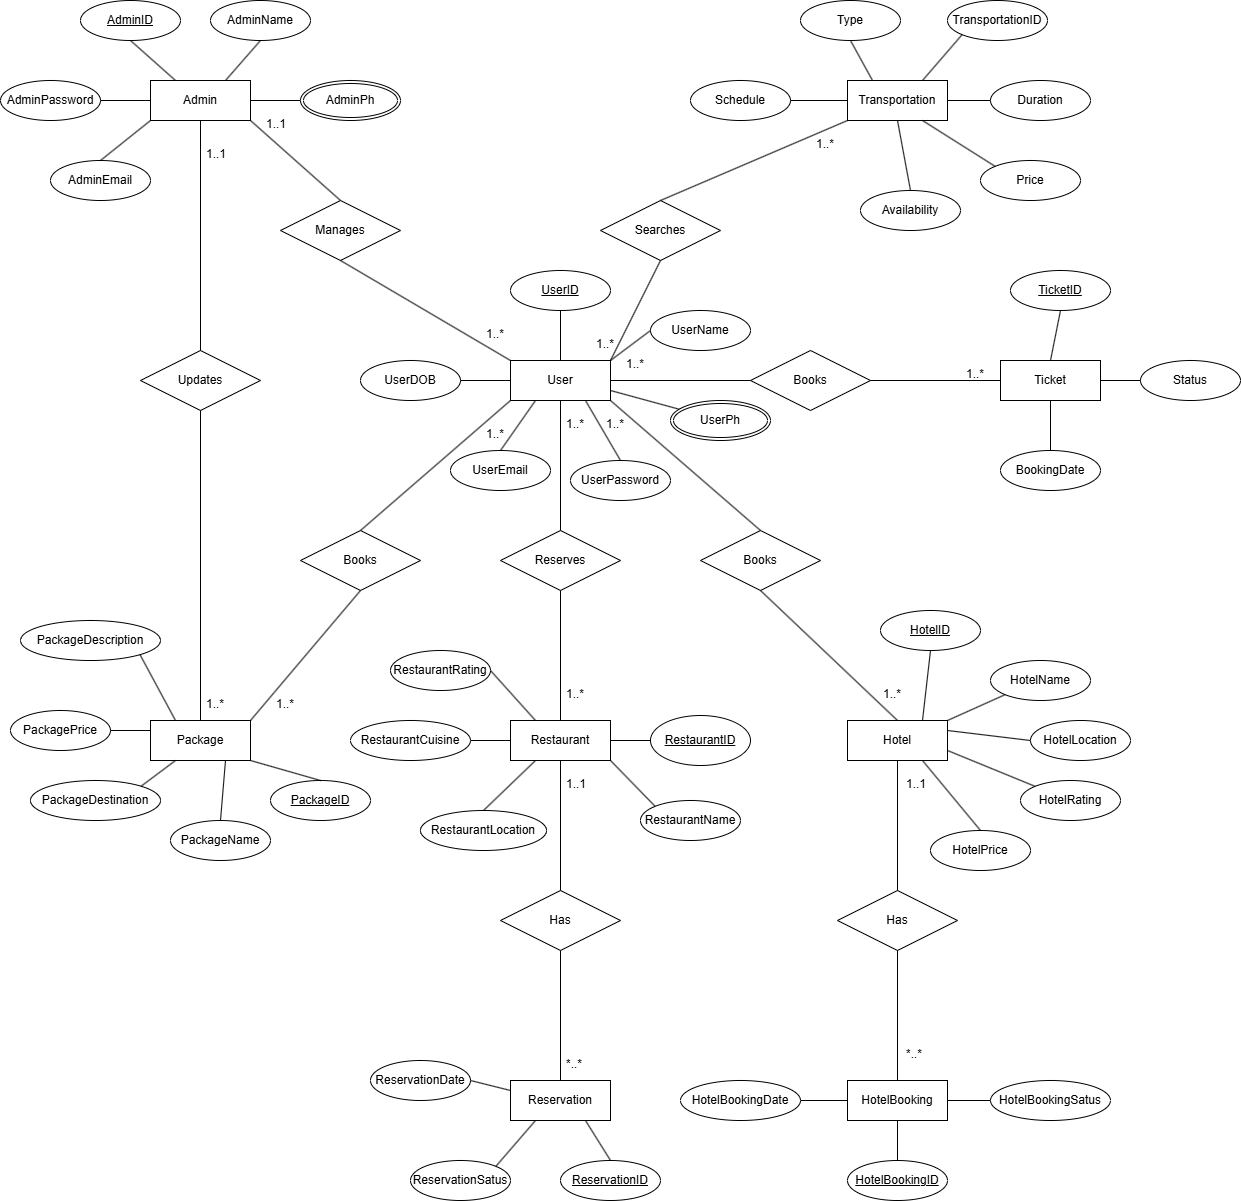 AdminID
AdminName
Type
TransportationID
AdminPassword
Admin
AdminPh
Schedule
Transportation
Duration
1..1
1..1
1..*
AdminEmail
Price
Availability
Manages
Searches
UserID
TicketID
UserName
1..*
1..*
1..*
1..*
Updates
UserDOB
User
Books
Ticket
Status
UserPh
1..*
1..*
1..*
UserEmail
UserPassword
BookingDate
Books
Reserves
Books
HotelID
PackageDescription
RestaurantRating
HotelName
1..*
1..*
1..*
1..*
PackagePrice
Package
RestaurantCuisine
Restaurant
RestaurantID
Hotel
HotelLocation
1..1
1..1
PackageDestination
PackageID
HotelRating
RestaurantLocation
RestaurantName
PackageName
HotelPrice
Has
Has
*..*
*..*
ReservationDate
Reservation
HotelBookingDate
HotelBooking
HotelBookingSatus
ReservationSatus
ReservationID
HotelBookingID